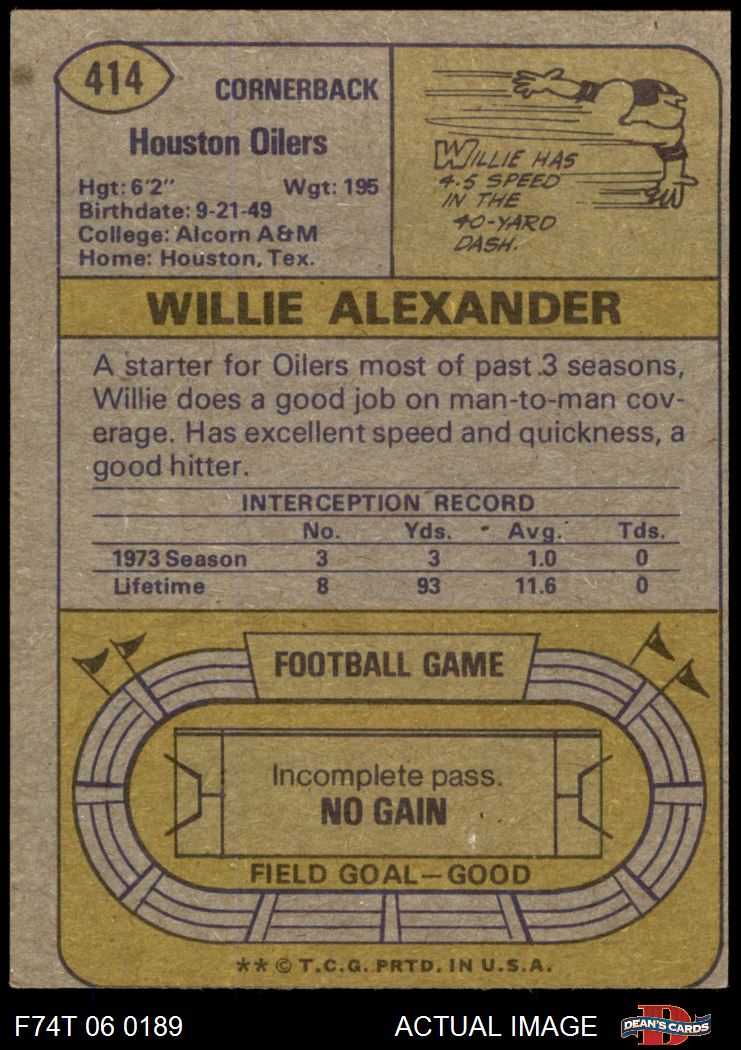 414
CORNERBACK
Houston Oilers
Hgt: 6'2" Wgt: 195
Birthdate: 9-21-49
College: Alcorn A&M
Home: Houston, Tex.
WILLIE HAS
4.5 SPEED
IN THE
40-YARD
DASH.
WILLIE ALEXANDER
A starter for Oilers most of past 3 seasons,
Willie does a good job on man-to-man cov-
erage. Has excellent speed and quickness, a
good hitter.
INTERCEPTION RECORD
No. Yds. Avg. Tds.
1973 Season 3 3 1.0 0
Lifetime 8 93 11.6 0
FOOTBALL GAME
Incomplete pass.
NO GAIN
FIELD GOAL—GOOD
** © T.C.G. PRTD. IN U.S.A.
F74T 06 0189 ACTUAL IMAGE D DEAN'S CARDS